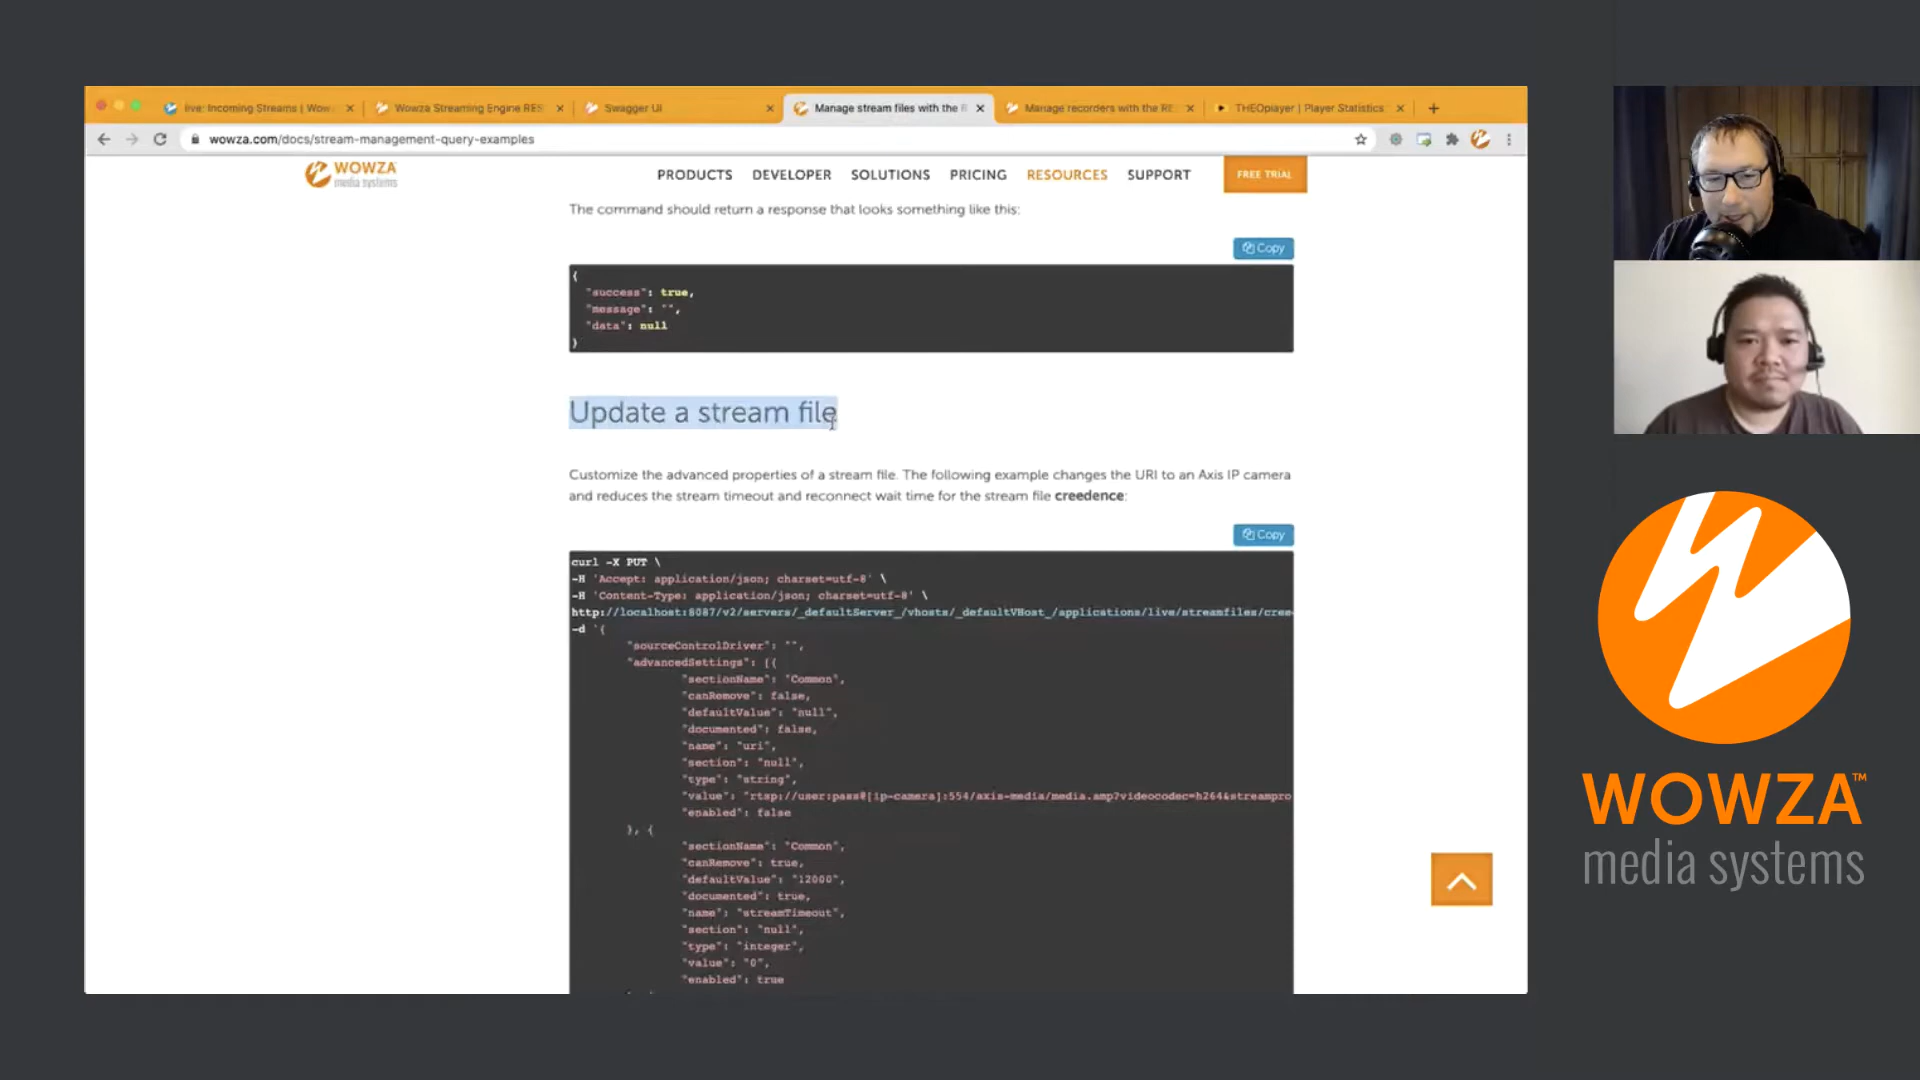 live: Incoming Streams | Wow
Wowza Streaming Engine RES
Swagger UI
Manage stream files with the R
Manage recorders with the RE
THEOplayer | Player Statistics
wowza.com/docs/stream-management-query-examples
WOWZA
media systems
PRODUCTS DEVELOPER SOLUTIONS PRICING RESOURCES SUPPORT FREE TRIAL
The command should return a response that looks something like this:
Copy
{
"success": true,
"message": "",
"data": null
}
Update a stream file
Customize the advanced properties of a stream file. The following example changes the URI to an Axis IP camera
and reduces the stream timeout and reconnect wait time for the stream file creedence:
Copy
curl -X PUT \
-H 'Accept: application/json; charset=utf-8' \
-H 'Content-Type: application/json; charset=utf-8' \
http://localhost:8087/v2/servers/_defaultServer_/vhosts/_defaultVHost_/applications/live/streamfiles/cree
-d '{
"sourceControlDriver": "",
"advancedSettings": [{
"sectionName": "Common",
"canRemove": false,
"defaultValue": "null",
"documented": false,
"name": "uri",
"section": "null",
"type": "string",
"value": "rtsp://user:pass@[ip-camera]:554/axis-media/media.amp?videocodec=h264&streampro
"enabled": false
}, {
"sectionName": "Common",
"canRemove": true,
"defaultValue": "12000",
"documented": true,
"name": "streamTimeout",
"section": "null",
"type": "integer",
"value": "0",
"enabled": true
WOWZA™
media systems